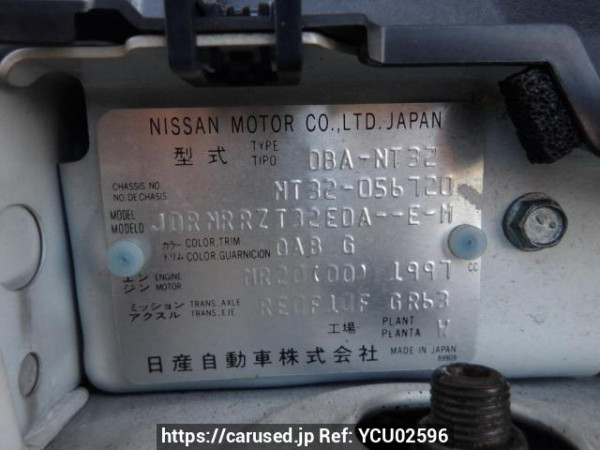 NISSAN MOTOR CO.,LTD. JAPAN
型式 TYPE TIPO DBA-NT32
CHASSIS NO. NO. DE CHASIS NT32-056720
MODEL MODELO T32EDA--E-M
カラー トリム COLOR, TRIM COLOR, GUARNICION QAB G
エンジン ENGINE MOTOR MR20(00) 1997 CC
ミッション アクスル TRANS. AXLE TRANS. EJE RE0F10F GR63
工場 PLANT PLANTA
日産自動車株式会社 MADE IN JAPAN
89909
https://carused.jp Ref: YCU02596